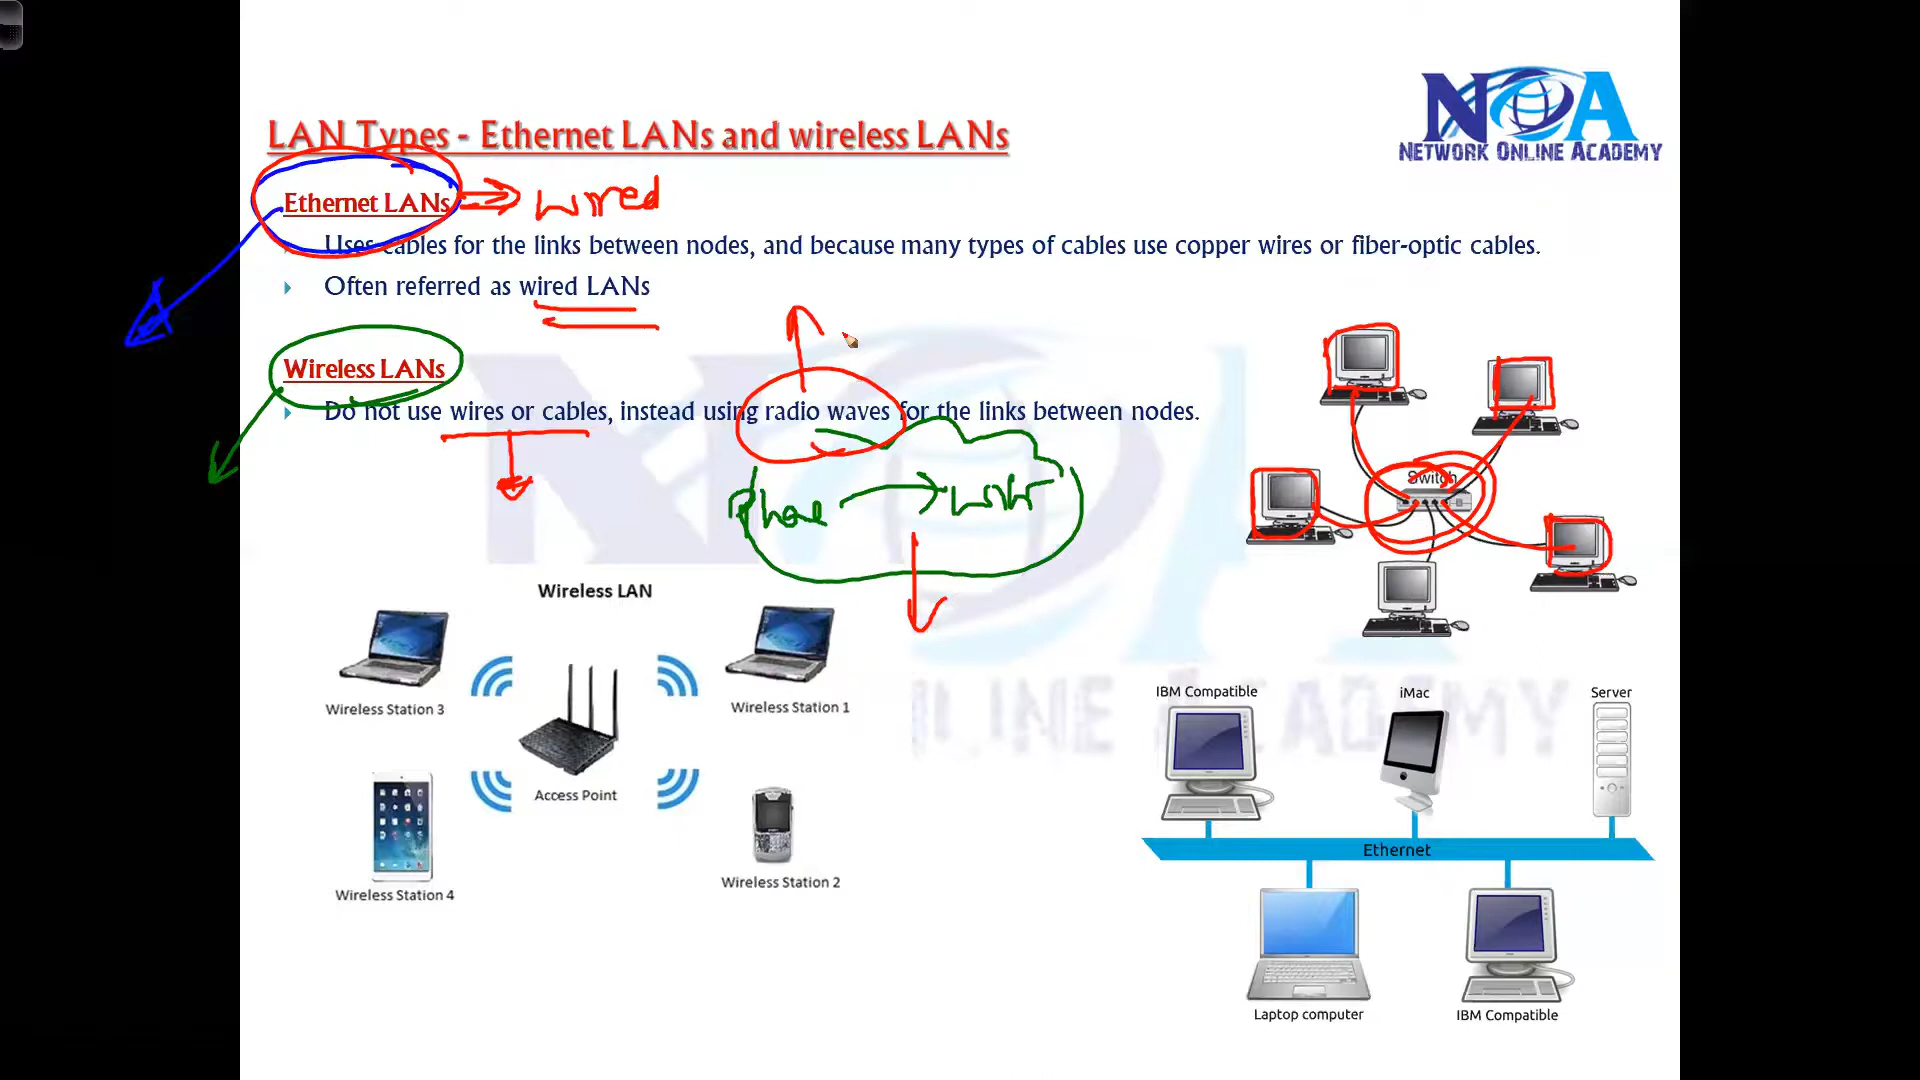 NOA
NETWORK ONLINE ACADEMY
LAN Types - Ethernet LANs and wireless LANs
Ethernet LANs
wired
Uses cables for the links between nodes, and because many types of cables use copper wires or fiber-optic cables.
Often referred as wired LANs
Wireless LANs
Do not use wires or cables, instead using radio waves for the links between nodes.
Switch
Wireless LAN
Wireless Station 3
Wireless Station 1
Access Point
Wireless Station 4
Wireless Station 2
IBM Compatible
iMac
Server
Ethernet
Laptop computer
IBM Compatible
ONLINE ACADEMY